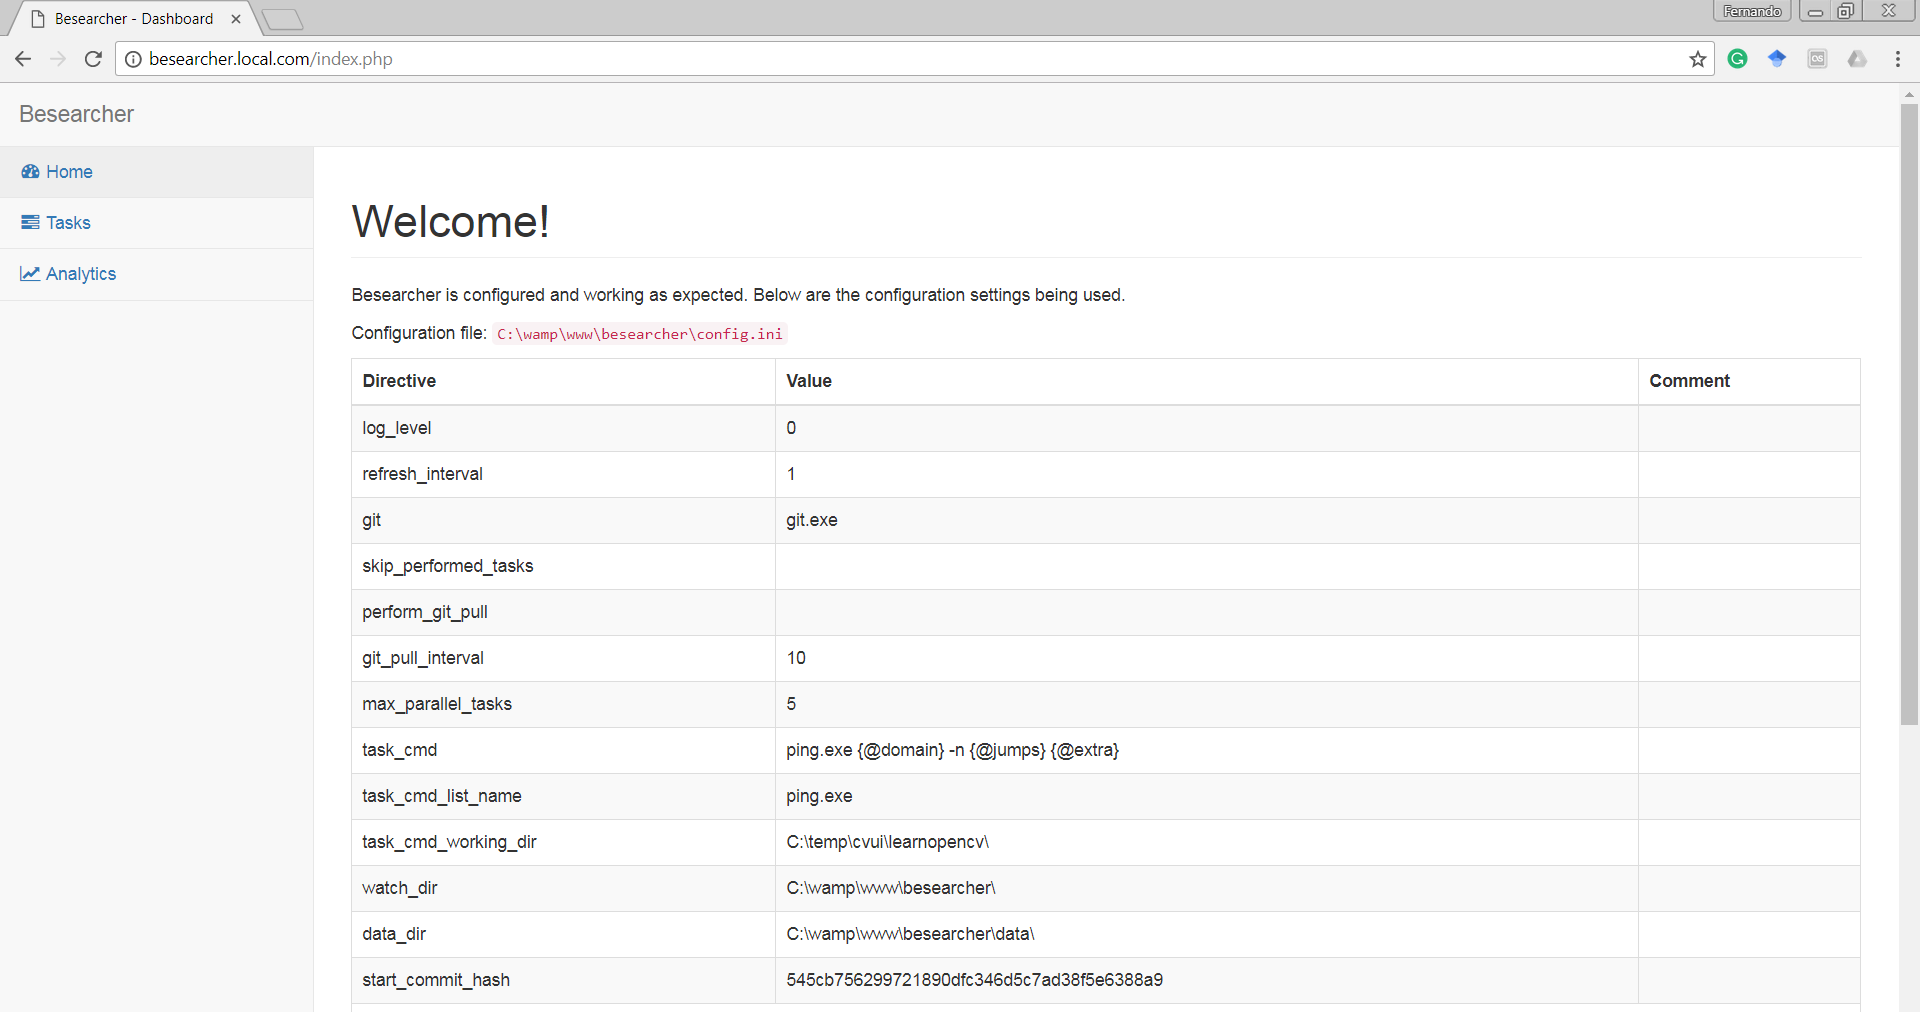 Besearcher - Dashboard
Fernando
besearcher.local.com/index.php
Besearcher
Home
Tasks
Analytics
Welcome!
Besearcher is configured and working as expected. Below are the configuration settings being used.
Configuration file: C:\wamp\www\besearcher\config.ini
Directive Value Comment
log_level 0
refresh_interval 1
git git.exe
skip_performed_tasks
perform_git_pull
git_pull_interval 10
max_parallel_tasks 5
task_cmd ping.exe {@domain} -n {@jumps} {@extra}
task_cmd_list_name ping.exe
task_cmd_working_dir C:\temp\cvui\learnopencv\
watch_dir C:\wamp\www\besearcher\
data_dir C:\wamp\www\besearcher\data\
start_commit_hash 545cb756299721890dfc346d5c7ad38f5e6388a9